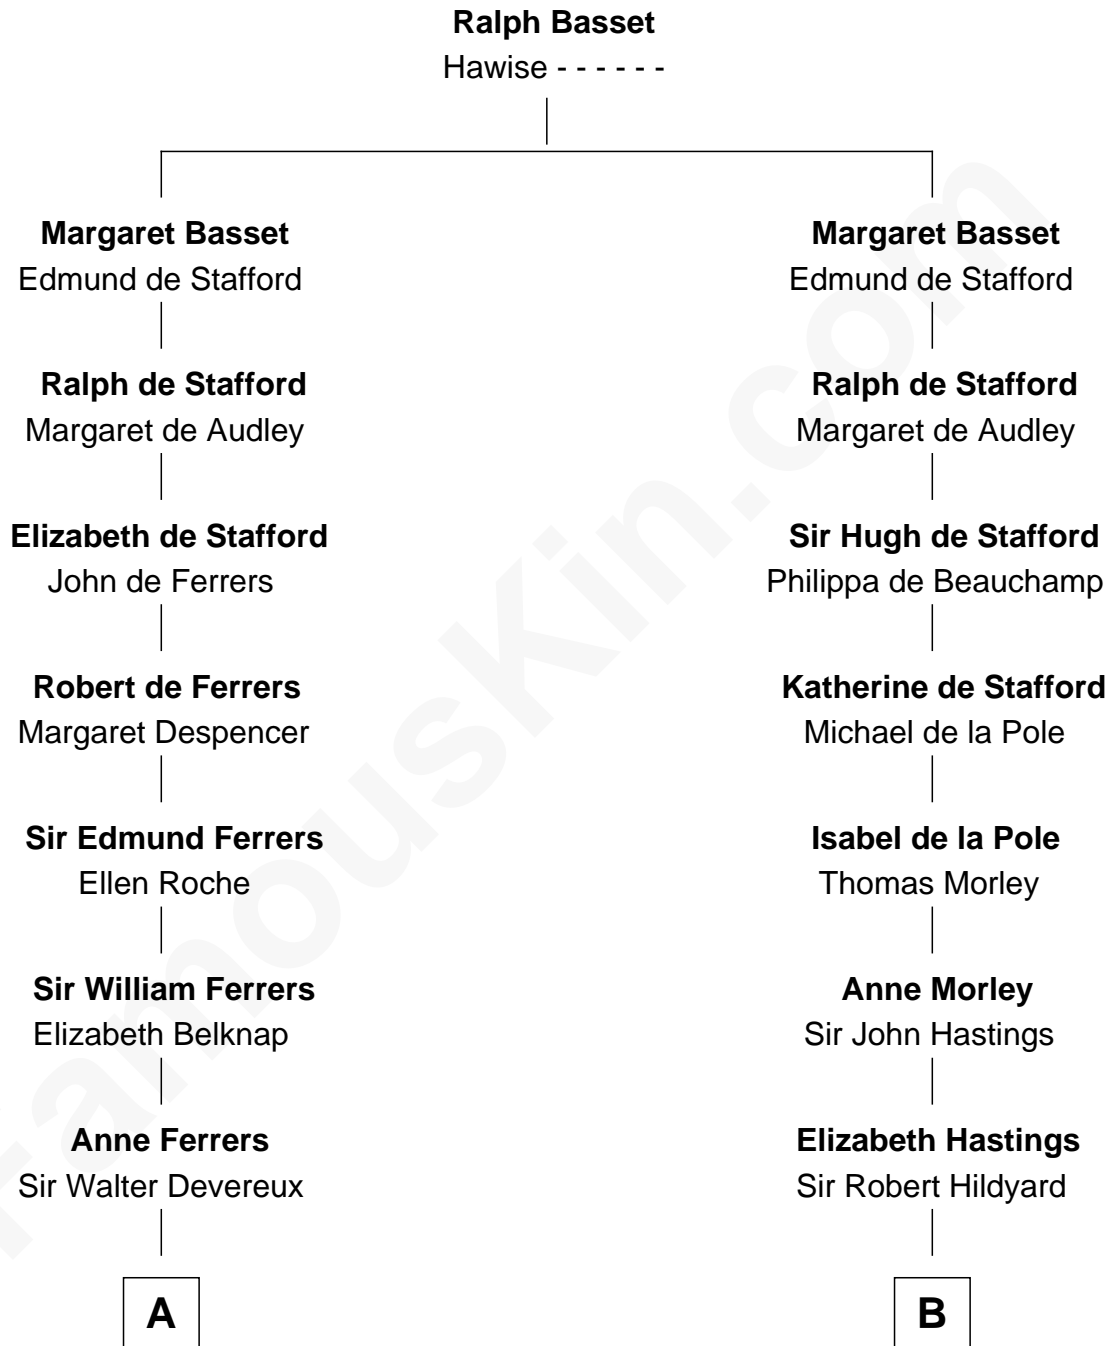 Ralph Basset
Hawise - - - - - -
Margaret Basset
Edmund de Stafford
Margaret Basset
Edmund de Stafford
Ralph de Stafford
Margaret de Audley
Ralph de Stafford
Margaret de Audley
Elizabeth de Stafford
John de Ferrers
Sir Hugh de Stafford
Philippa de Beauchamp
Robert de Ferrers
Margaret Despencer
Katherine de Stafford
Michael de la Pole
Sir Edmund Ferrers
Ellen Roche
Isabel de la Pole
Thomas Morley
Sir William Ferrers
Elizabeth Belknap
Anne Morley
Sir John Hastings
Anne Ferrers
Sir Walter Devereux
Elizabeth Hastings
Sir Robert Hildyard
A
B
FamousKin.com